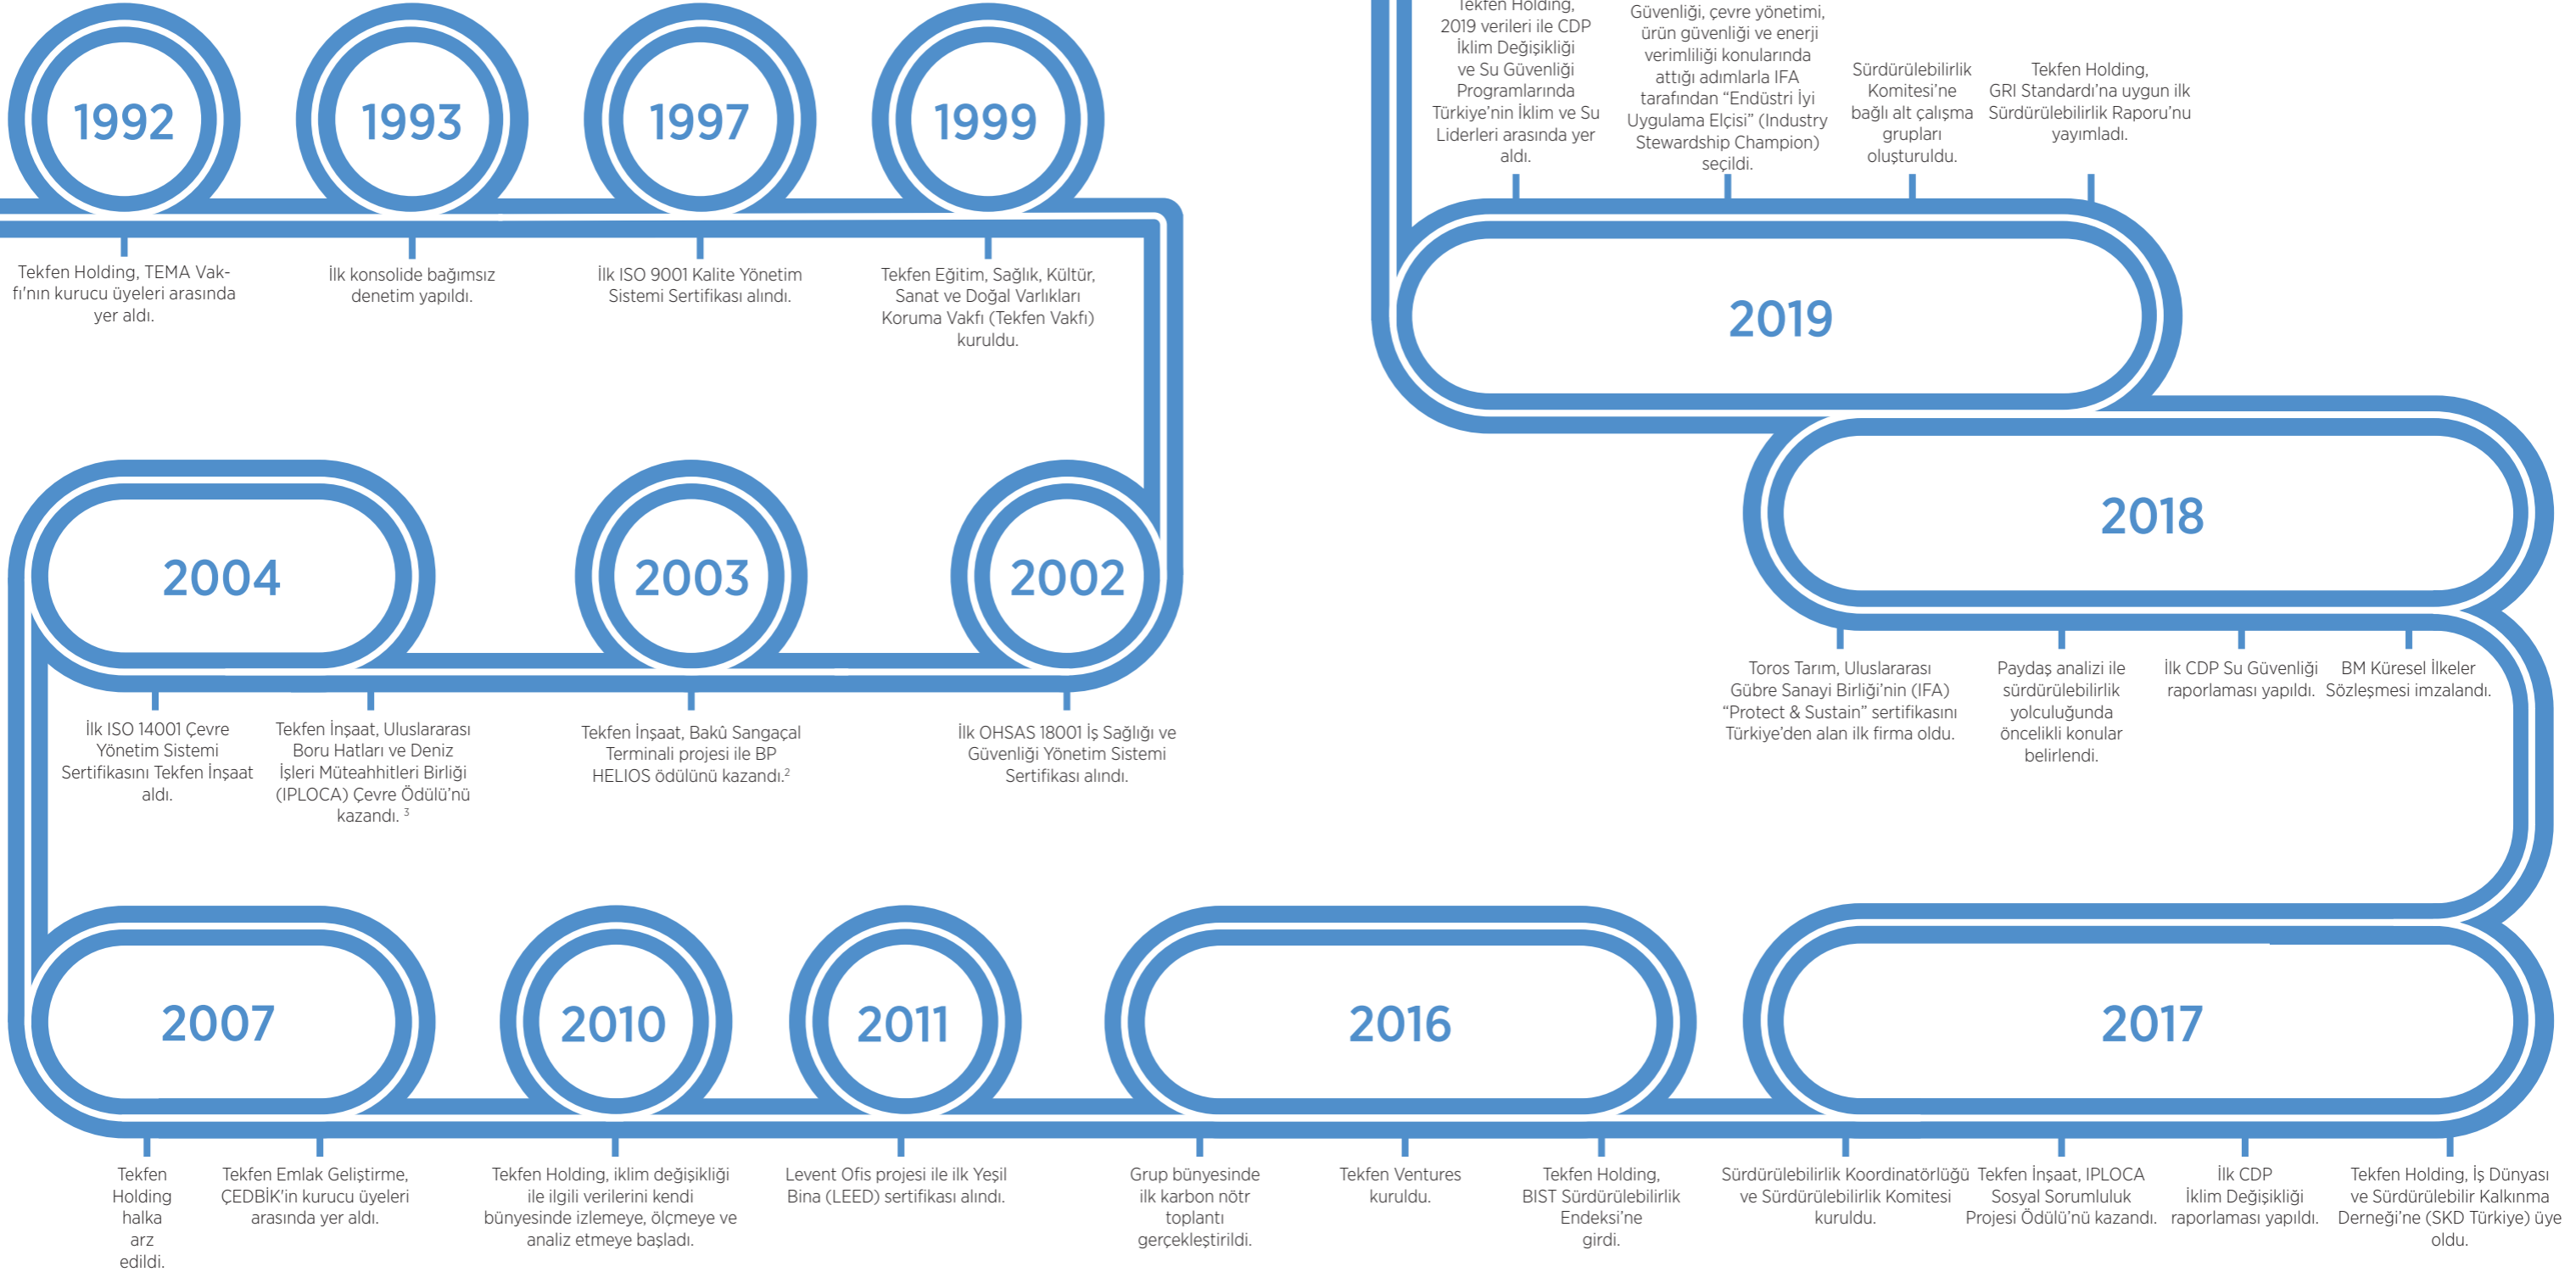 1992
1993
1997
1999
Tekfen Holding, TEMA Vak-
fı'nın kurucu üyeleri arasında
yer aldı.
İlk konsolide bağımsız
denetim yapıldı.
İlk ISO 9001 Kalite Yönetim
Sistemi Sertifikası alındı.
Tekfen Eğitim, Sağlık, Kültür,
Sanat ve Doğal Varlıkları
Koruma Vakfı (Tekfen Vakfı)
kuruldu.
2004
2003
2002
İlk ISO 14001 Çevre
Yönetim Sistemi
Sertifikasını Tekfen İnşaat
aldı.
Tekfen İnşaat, Uluslararası
Boru Hatları ve Deniz
İşleri Müteahhitleri Birliği
(IPLOCA) Çevre Ödülü’nü
kazandı. 3
Tekfen İnşaat, Bakû Sangaçal
Terminali projesi ile BP
HELIOS ödülünü kazandı.2
İlk OHSAS 18001 İş Sağlığı ve
Güvenliği Yönetim Sistemi
Sertifikası alındı.
2007
2010
2011
2016
2017
Tekfen
Holding
halka
arz
edildi.
Tekfen Emlak Geliştirme,
ÇEDBİK'in kurucu üyeleri
arasında yer aldı.
Tekfen Holding, iklim değişikliği
ile ilgili verilerini kendi
bünyesinde izlemeye, ölçmeye ve
analiz etmeye başladı.
Levent Ofis projesi ile ilk Yeşil
Bina (LEED) sertifikası alındı.
Grup bünyesinde
ilk karbon nötr
toplantı
gerçekleştirildi.
Tekfen Ventures
kuruldu.
Tekfen Holding,
BIST Sürdürülebilirlik
Endeksi’ne
girdi.
Sürdürülebilirlik Koordinatörlüğü
ve Sürdürülebilirlik Komitesi
kuruldu.
Tekfen İnşaat, IPLOCA
Sosyal Sorumluluk
Projesi Ödülü’nü kazandı.
İlk CDP
İklim Değişikliği
raporlaması yapıldı.
Tekfen Holding, İş Dünyası
ve Sürdürülebilir Kalkınma
Derneği’ne (SKD Türkiye) üye
oldu.
2018
Toros Tarım, Uluslararası
Gübre Sanayi Birliği’nin (IFA)
“Protect & Sustain” sertifikasını
Türkiye’den alan ilk firma oldu.
Paydaş analizi ile
sürdürülebilirlik
yolculuğunda
öncelikli konular
belirlendi.
İlk CDP Su Güvenliği
raporlaması yapıldı.
BM Küresel İlkeler
Sözleşmesi imzalandı.
2019
Tekfen Holding,
2019 verileri ile CDP
İklim Değişikliği
ve Su Güvenliği
Programlarında
Türkiye’nin İklim ve Su
Liderleri arasında yer
aldı.
Güvenliği, çevre yönetimi,
ürün güvenliği ve enerji
verimliliği konularında
attığı adımlarla IFA
tarafından “Endüstri İyi
Uygulama Elçisi” (Industry
Stewardship Champion)
seçildi.
Sürdürülebilirlik
Komitesi’ne
bağlı alt çalışma
grupları
oluşturuldu.
Tekfen Holding,
GRI Standardı’na uygun ilk
Sürdürülebilirlik Raporu’nu
yayımladı.